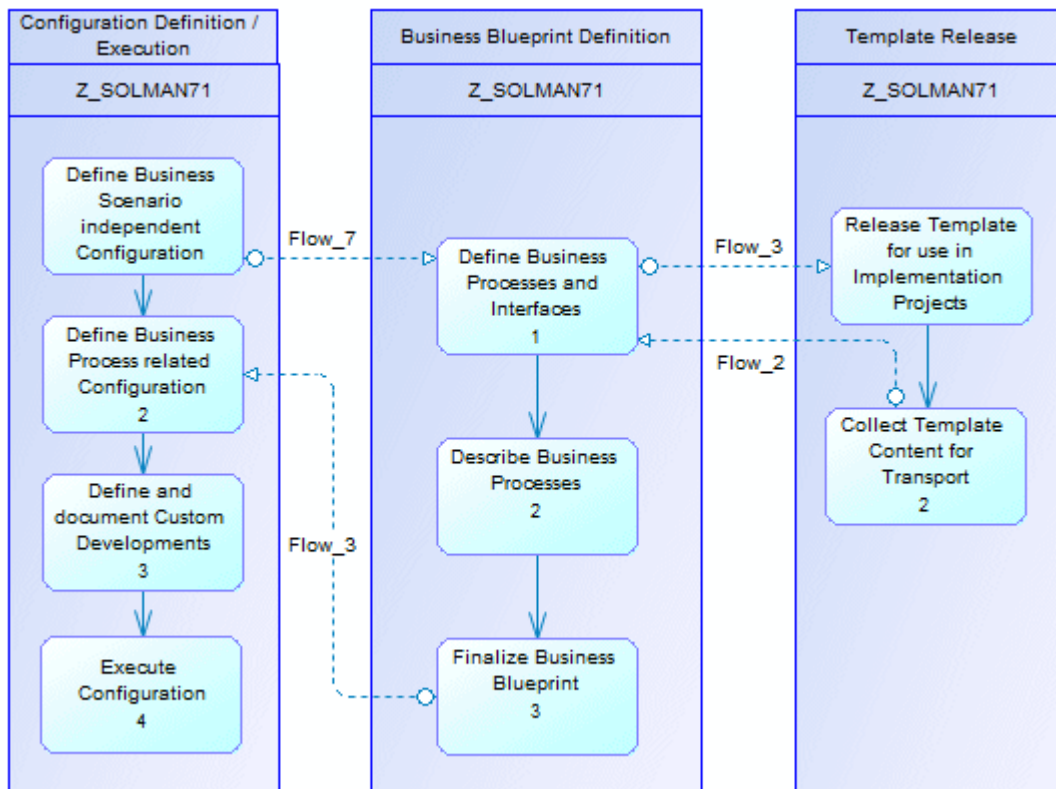 Configuration Definition /
Execution
Z_SOLMAN71
Define Business
Scenario
independent
Configuration
Define Business
Process related
Configuration
2
Define and
document Custom
Developments
3
Execute
Configuration
4
Flow_7
Flow_3
Business Blueprint Definition
Z_SOLMAN71
Define Business
Processes and
Interfaces
1
Describe Business
Processes
2
Finalize Business
Blueprint
3
Flow_3
Flow_2
Template Release
Z_SOLMAN71
Release Template
for use in
Implementation
Projects
Collect Template
Content for
Transport
2